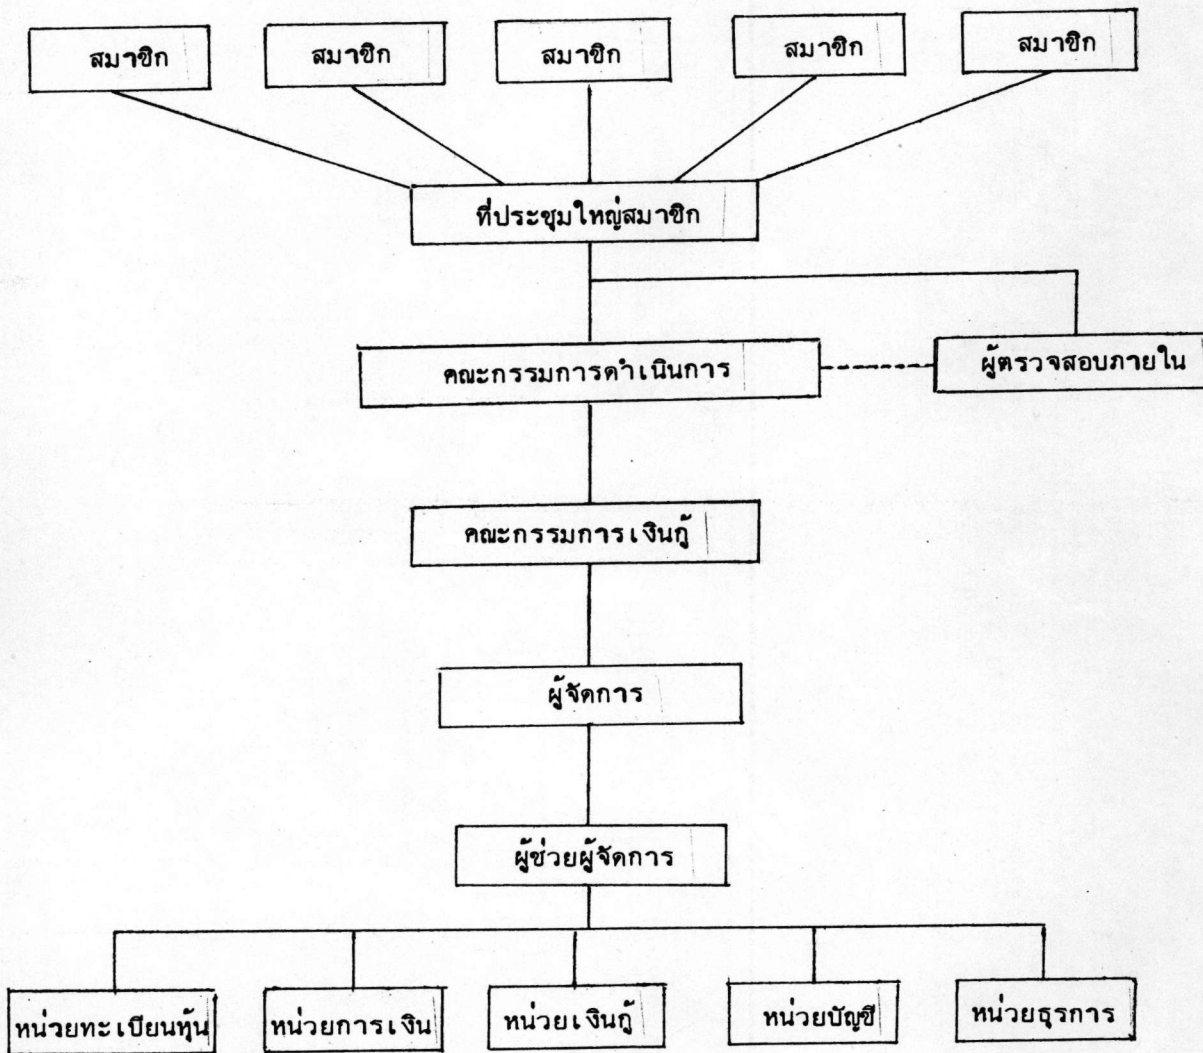 สมาชิก
สมาชิก
สมาชิก
สมาชิก
สมาชิก
ที่ประชุมใหญ่สมาชิก
คณะกรรมการดำเนินการ
ผู้ตรวจสอบภายใน
คณะกรรมการเงินกู้
ผู้จัดการ
ผู้ช่วยผู้จัดการ
หน่วยทะเบียนหุ้น
หน่วยการเงิน
หน่วยเงินกู้
หน่วยบัญชี
หน่วยธุรการ